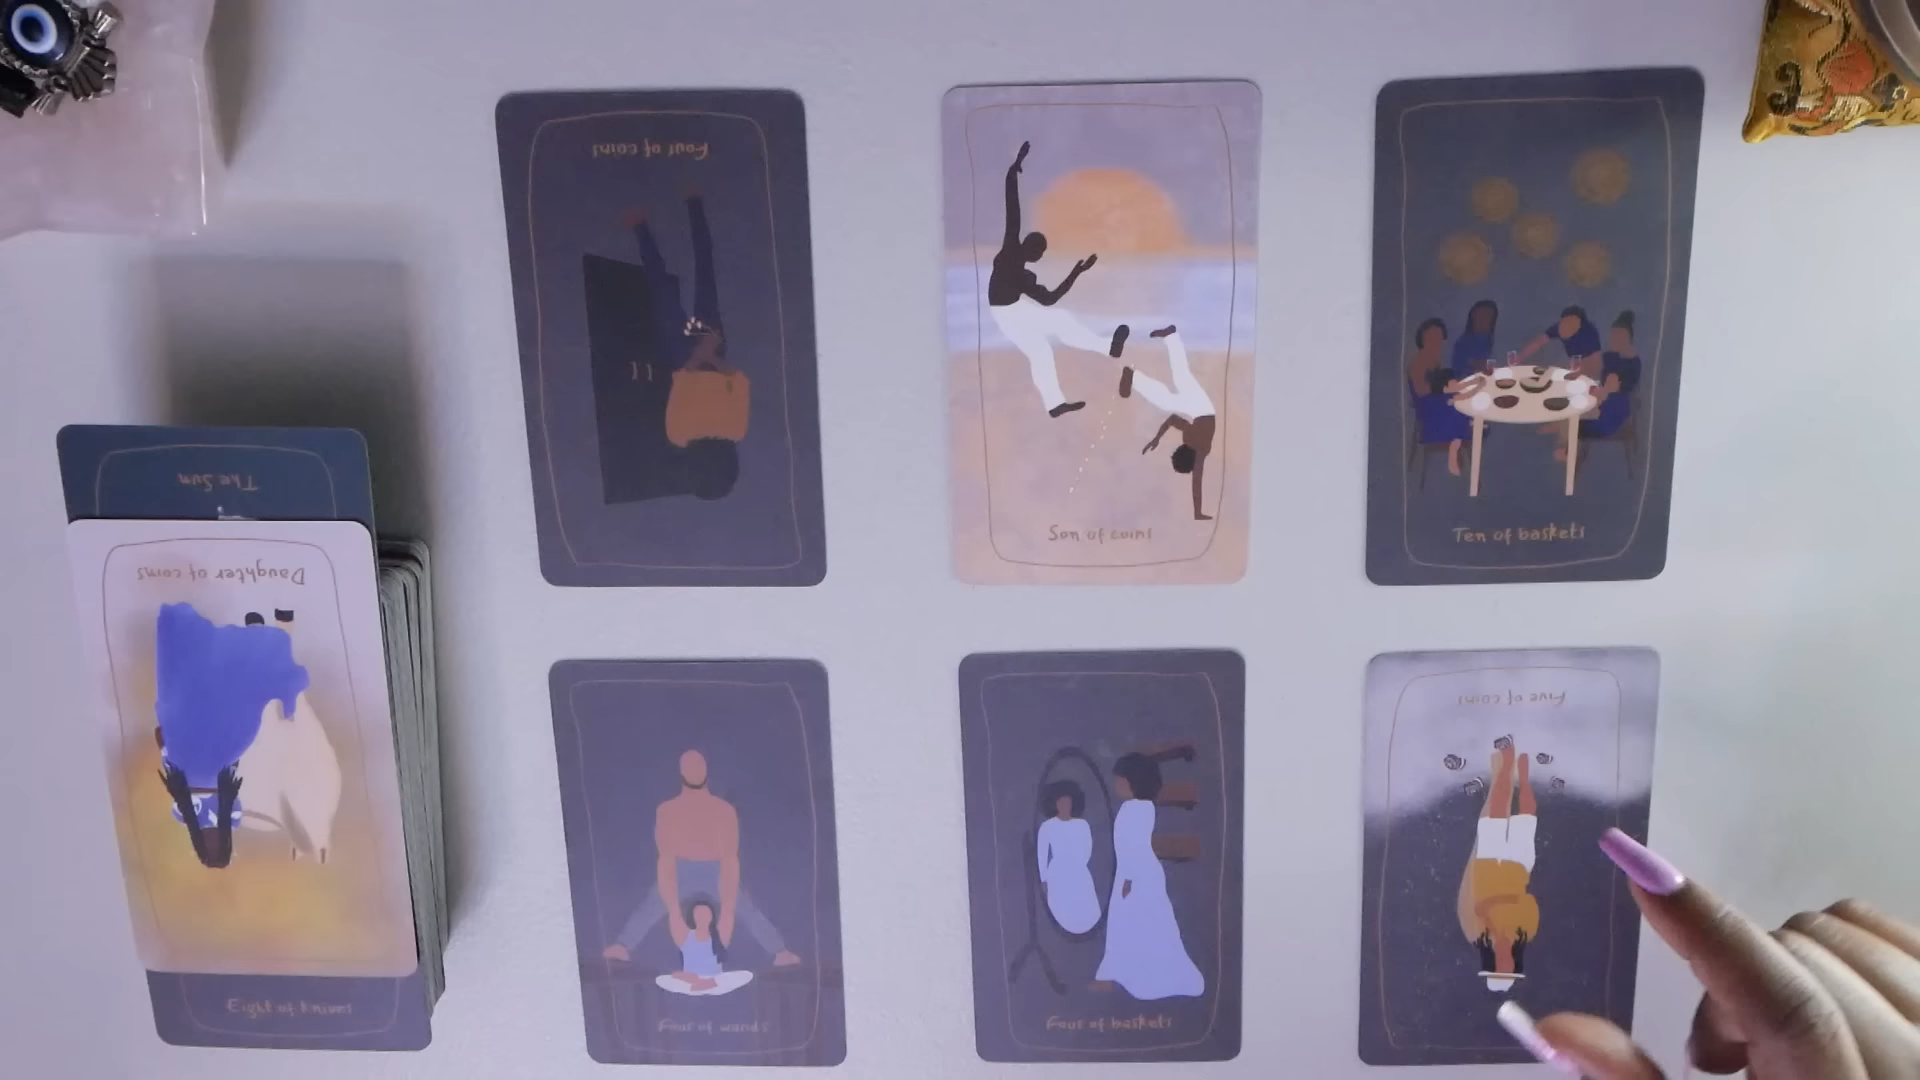 Four of coins
Son of coins
Ten of baskets
The Sun
Daughter of coins
Eight of knives
Four of wands
Four of baskets
Five of coins